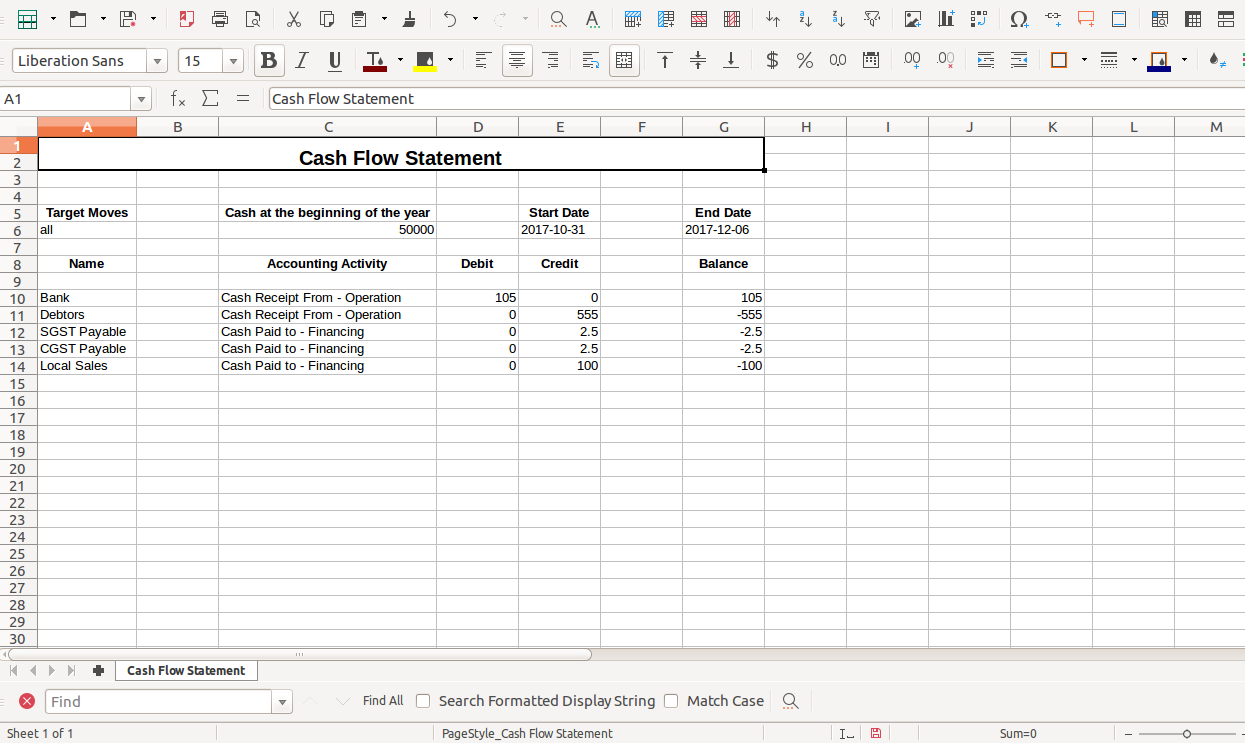 Liberation Sans 15
A1 Cash Flow Statement
A B C D E F G H I J K L M
1
Cash Flow Statement
2
3
4
5 Target Moves Cash at the beginning of the year Start Date End Date
6 all 50000 2017-10-31 2017-12-06
7
8 Name Accounting Activity Debit Credit Balance
9
10 Bank Cash Receipt From - Operation 105 0 105
11 Debtors Cash Receipt From - Operation 0 555 -555
12 SGST Payable Cash Paid to - Financing 0 2.5 -2.5
13 CGST Payable Cash Paid to - Financing 0 2.5 -2.5
14 Local Sales Cash Paid to - Financing 0 100 -100
15
16
17
18
19
20
21
22
23
24
25
26
27
28
29
30
Cash Flow Statement
Find Find All Search Formatted Display String Match Case
Sheet 1 of 1 PageStyle_Cash Flow Statement Sum=0